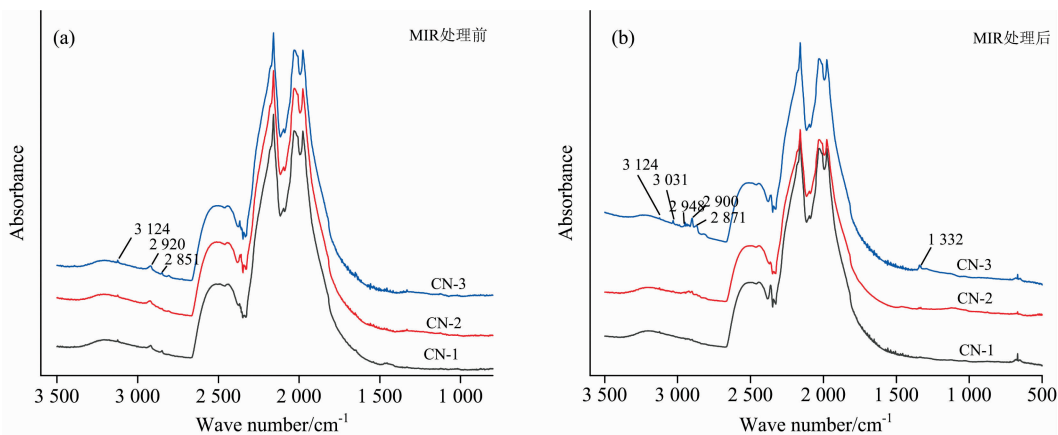 (a)
MIR处理前
Absorbance
3 124
2 920
2 851
CN-3
CN-2
CN-1
3 500
3 000
2 500
2 000
1 500
1 000
Wave number/cm-1
(b)
MIR处理后
Absorbance
3 124
3 031
2 948
2 900
2 871
1 332
CN-3
CN-2
CN-1
3 500
3 000
2 500
2 000
1 500
1 000
500
Wave number/cm-1